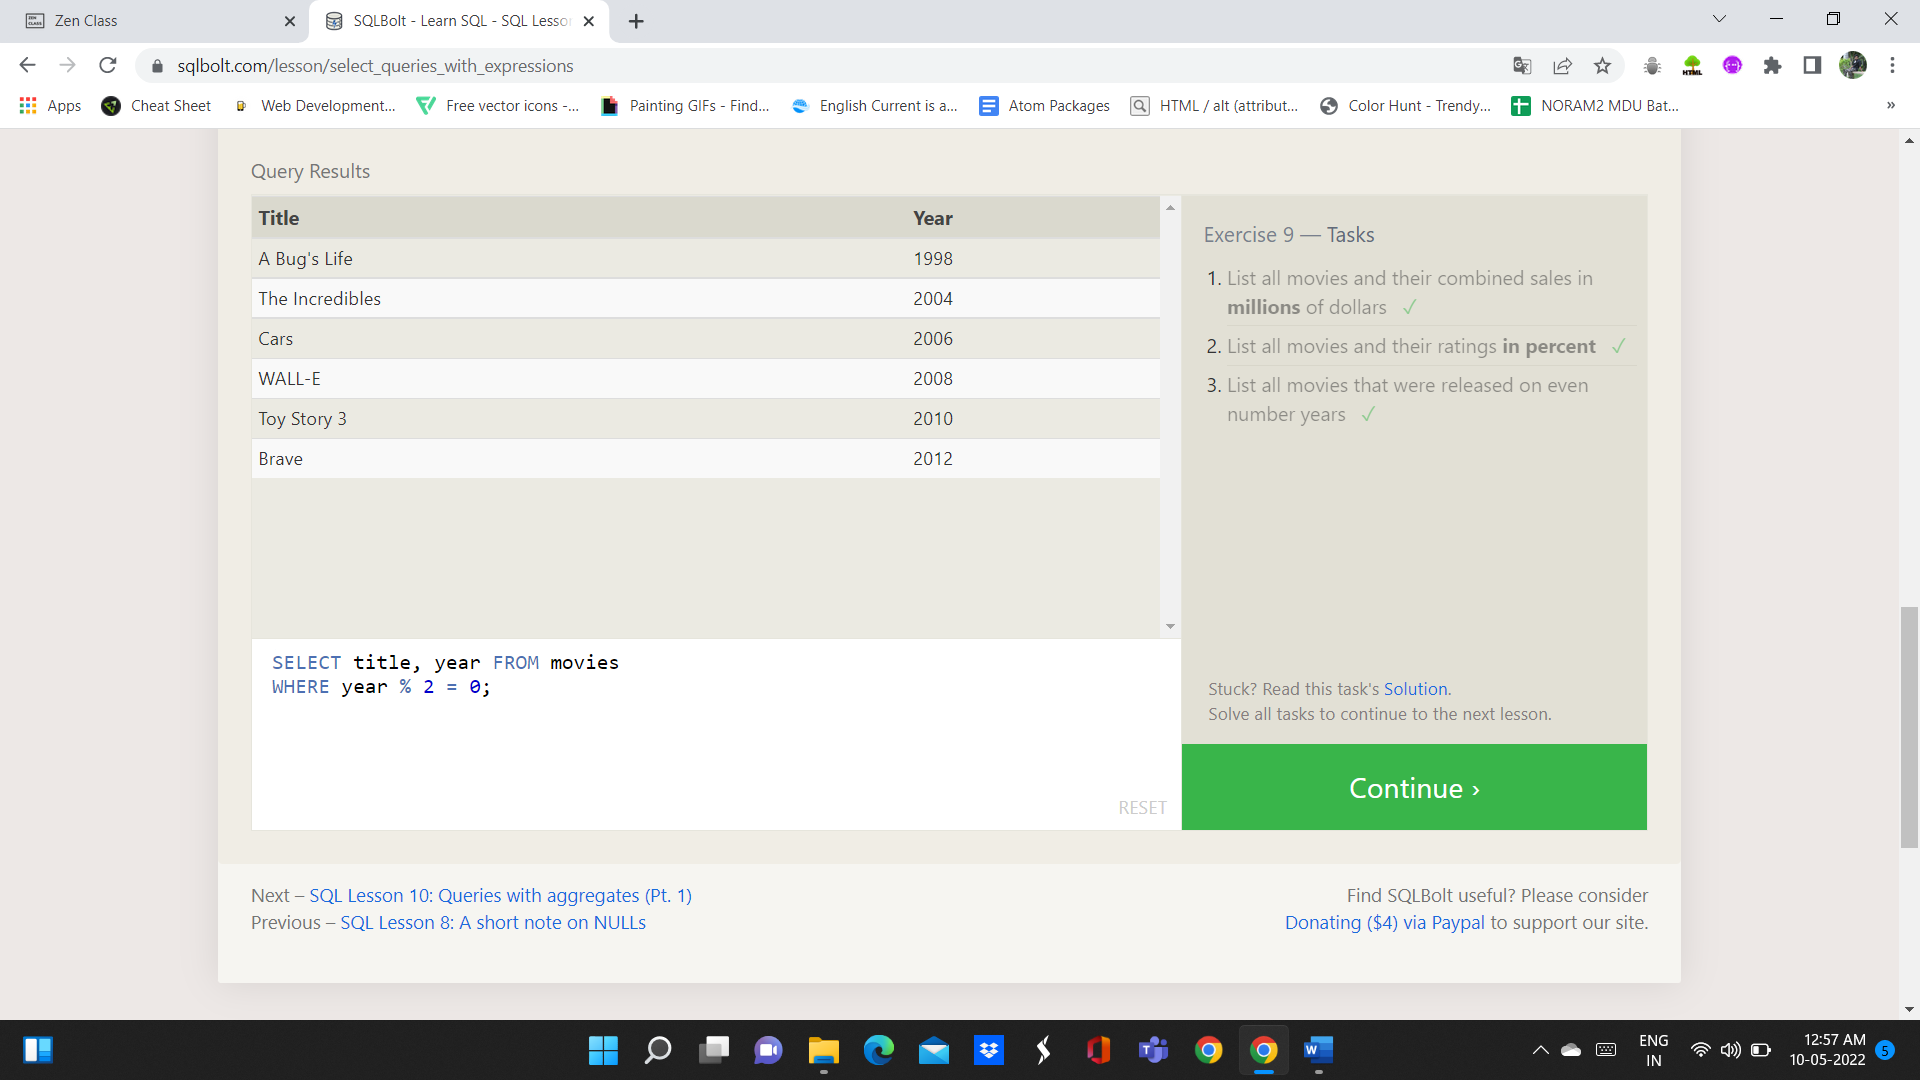 Zen Class
SQLBolt - Learn SQL - SQL Lesso
sqlbolt.com/lesson/select_queries_with_expressions
Apps
Cheat Sheet
Web Development...
Free vector icons -...
Painting GIFs - Find...
English Current is a...
Atom Packages
HTML / alt (attribut...
Color Hunt - Trendy...
NORAM2 MDU Bat...
»
Query Results
Title Year
A Bug's Life 1998
The Incredibles 2004
Cars 2006
WALL-E 2008
Toy Story 3 2010
Brave 2012
SELECT title, year FROM movies
WHERE year % 2 = 0;
RESET
Exercise 9 — Tasks
1. List all movies and their combined sales in
millions of dollars ✓
2. List all movies and their ratings in percent ✓
3. List all movies that were released on even
number years ✓
Stuck? Read this task's Solution.
Solve all tasks to continue to the next lesson.
Continue ›
Next – SQL Lesson 10: Queries with aggregates (Pt. 1)
Previous – SQL Lesson 8: A short note on NULLs
Find SQLBolt useful? Please consider
Donating ($4) via Paypal to support our site.
ENG
IN
12:57 AM
10-05-2022
5